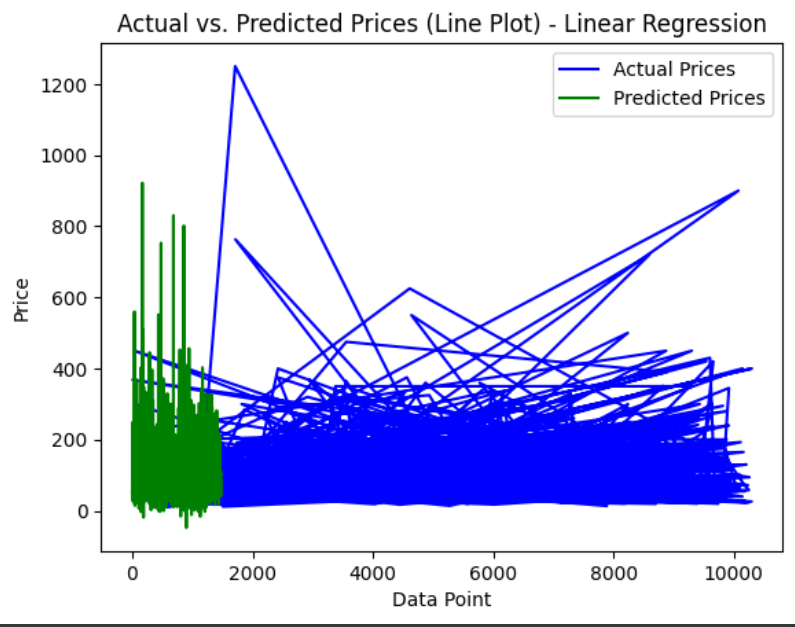 Actual vs. Predicted Prices (Line Plot) - Linear Regression
Actual Prices
Predicted Prices
1200
1000
800
600
400
200
0
Price
0 2000 4000 6000 8000 10000
Data Point